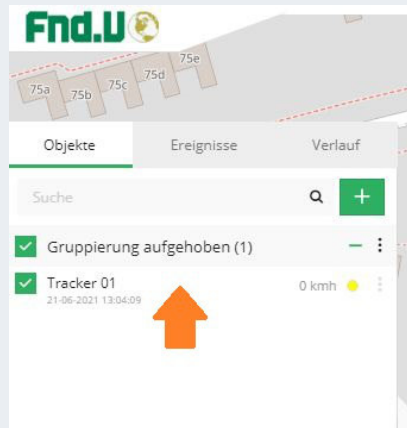 Fnd.U
75e
75d
75c
75b
75a
Objekte Ereignisse Verlauf
Suche
Gruppierung aufgehoben (1)
Tracker 01 0 kmh
21-06-2021 13:04:09